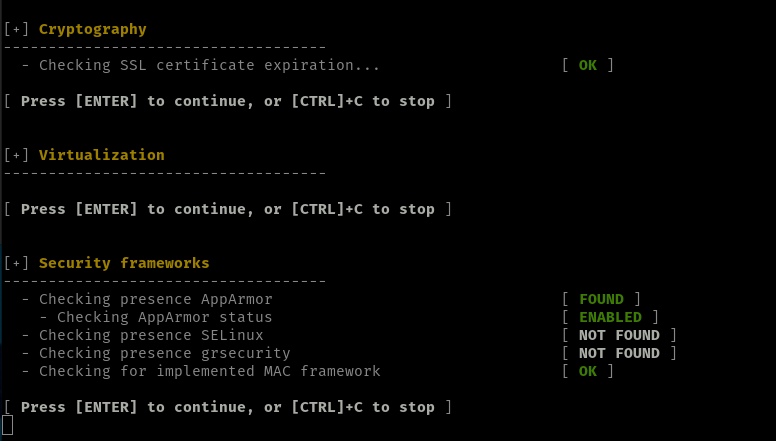 [+] Cryptography
------------------------------------
  - Checking SSL certificate expiration...                    [ OK ]
[ Press [ENTER] to continue, or [CTRL]+C to stop ]
[+] Virtualization
------------------------------------
[ Press [ENTER] to continue, or [CTRL]+C to stop ]
[+] Security frameworks
------------------------------------
  - Checking presence AppArmor                                [ FOUND ]
    - Checking AppArmor status                                [ ENABLED ]
  - Checking presence SELinux                                 [ NOT FOUND ]
  - Checking presence grsecurity                              [ NOT FOUND ]
  - Checking for implemented MAC framework                    [ OK ]
[ Press [ENTER] to continue, or [CTRL]+C to stop ]